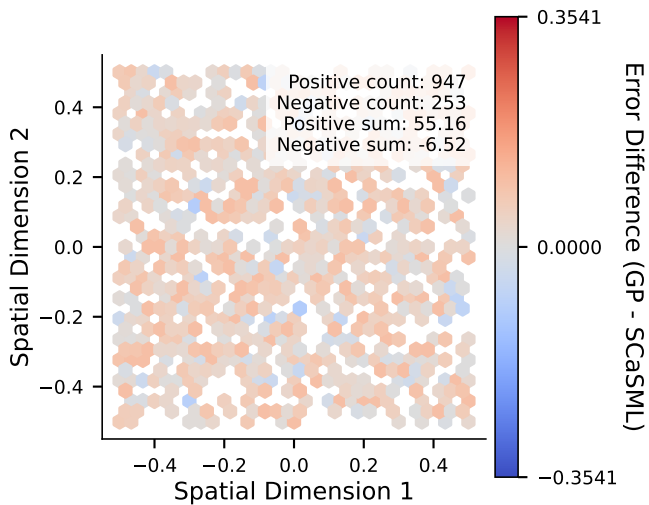 Positive count: 947
Negative count: 253
Positive sum: 55.16
Negative sum: -6.52
0.4
0.2
0.0
−0.2
−0.4
Spatial Dimension 2
−0.4
−0.2
0.0
0.2
0.4
Spatial Dimension 1
0.3541
0.0000
−0.3541
Error Difference (GP - SCaSML)